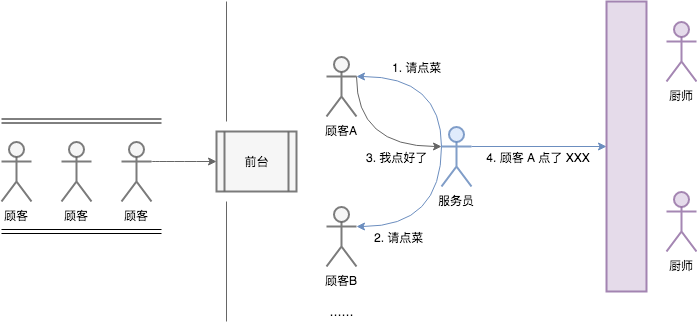 1. 请点菜
厨师
顾客A
前台
3. 我点好了
4. 顾客 A 点了 XXX
服务员
顾客
顾客
顾客
2. 请点菜
厨师
顾客B
......